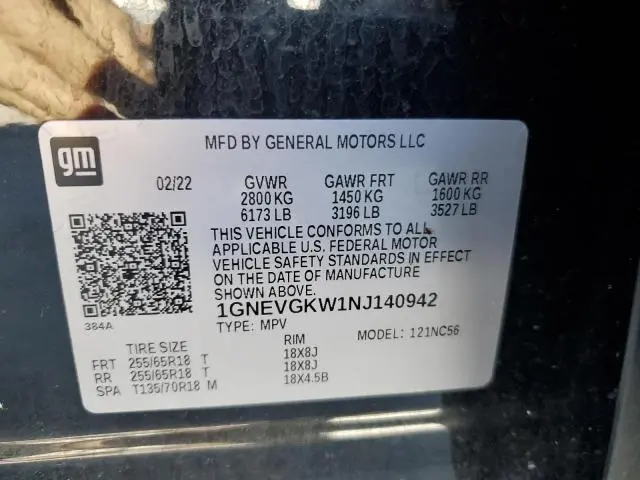 gm
MFD BY GENERAL MOTORS LLC
02/22 GVWR GAWR FRT GAWR RR
2800 KG 1450 KG 1600 KG
6173 LB 3196 LB 3527 LB
THIS VEHICLE CONFORMS TO ALL
APPLICABLE U.S. FEDERAL MOTOR
VEHICLE SAFETY STANDARDS IN EFFECT
ON THE DATE OF MANUFACTURE
SHOWN ABOVE.
1GNEVGKW1NJ140942
384A
TYPE: MPV MODEL: 121NC56
TIRE SIZE RIM
FRT 255/65R18 T 18X8J
RR 255/65R18 T 18X8J
SPA T135/70R18 M 18X4.5B